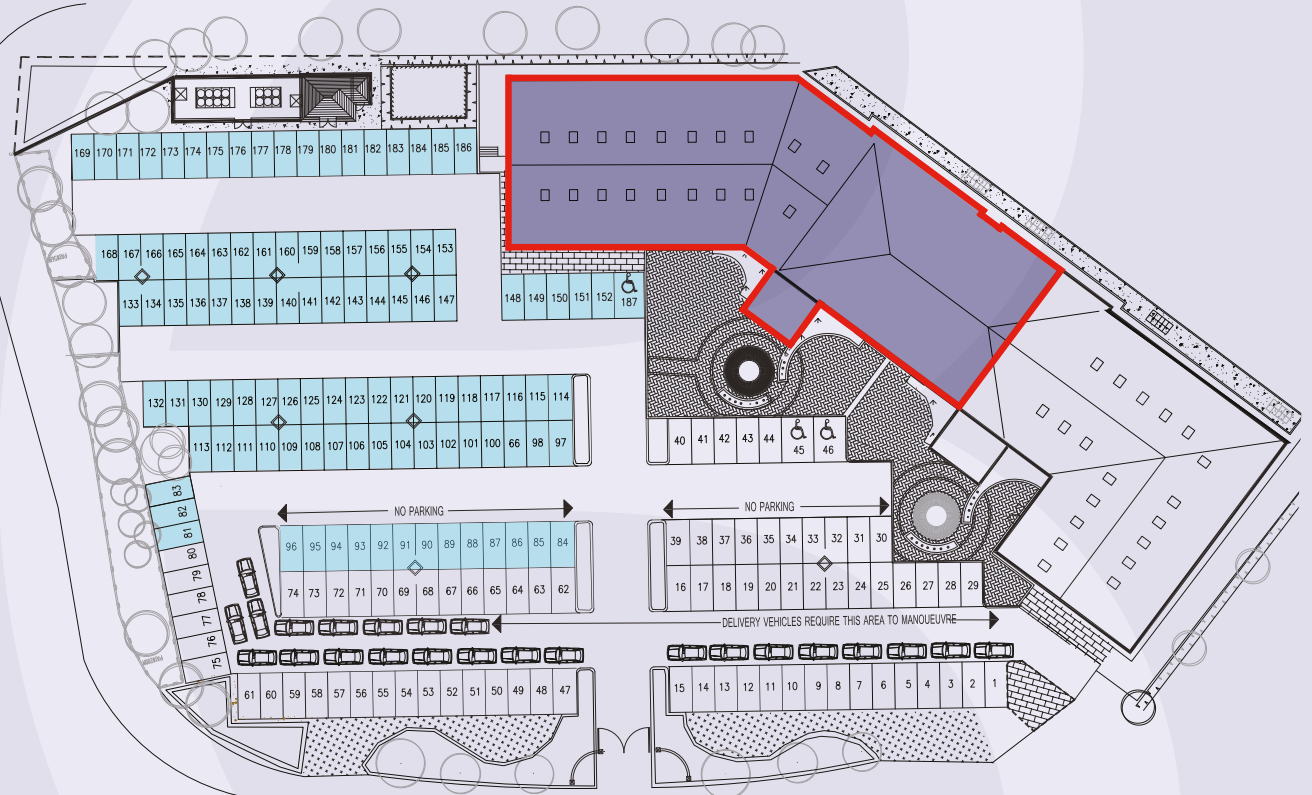 169 170 171 172 173 174 175 176 177 178 179 180 181 182 183 184 185 186
168 167 166 165 164 163 162 161 160 159 158 157 156 155 154 153
133 134 135 136 137 138 139 140 141 142 143 144 145 146 147
148 149 150 151 152 187
132 131 130 129 128 127 126 125 124 123 122 121 120 119 118 117 116 115 114
113 112 111 110 109 108 107 106 105 104 103 102 101 100 66 98 97
40 41 42 43 44 45 46
83
82
81
80
79
78
77
76
75
NO PARKING
NO PARKING
96 95 94 93 92 91 90 89 88 87 86 85 84
39 38 37 36 35 34 33 32 31 30
74 73 72 71 70 69 68 67 66 65 64 63 62
16 17 18 19 20 21 22 23 24 25 26 27 28 29
DELIVERY VEHICLES REQUIRE THIS AREA TO MANOEUVRE
61 60 59 58 57 56 55 54 53 52 51 50 49 48 47
15 14 13 12 11 10 9 8 7 6 5 4 3 2 1